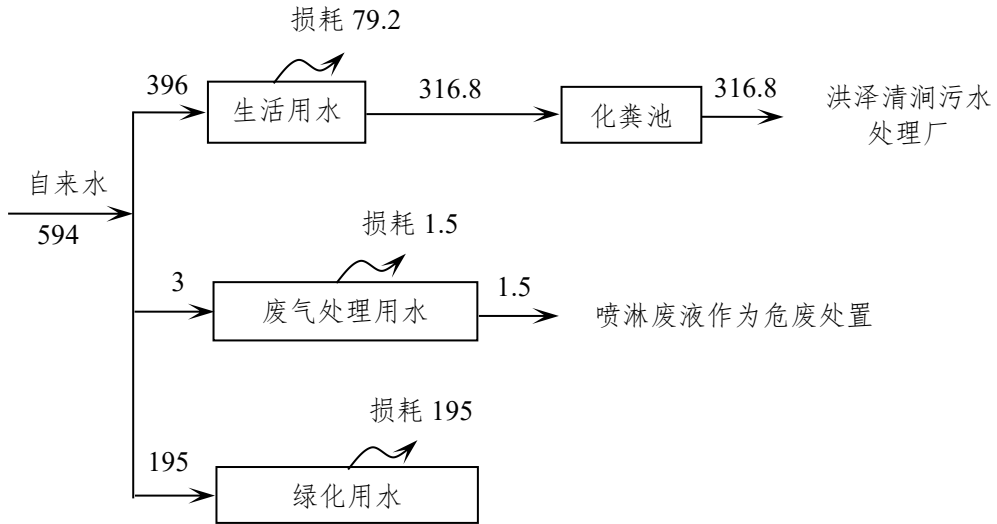 损耗 79.2
396
生活用水
316.8
化粪池
316.8
洪泽清涧污水
处理厂
自来水
594
损耗 1.5
3
废气处理用水
1.5
喷淋废液作为危废处置
损耗 195
195
绿化用水